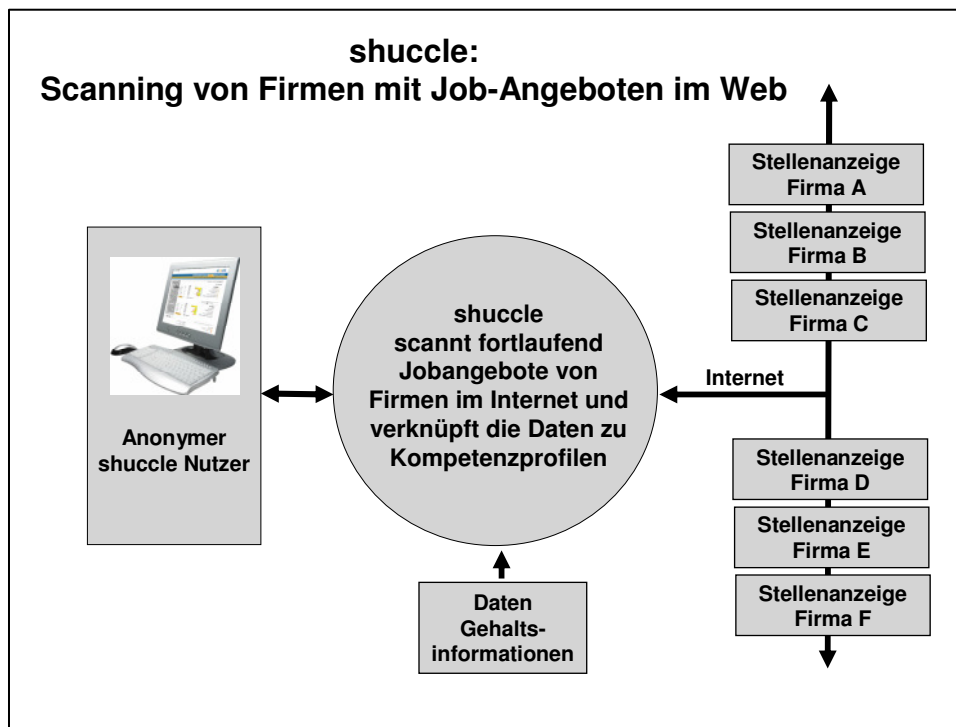 shuccle:
Scanning von Firmen mit Job-Angeboten im Web
Stellenanzeige
Firma A
Stellenanzeige
Firma B
Stellenanzeige
Firma C
shuccle
scannt fortlaufend
Jobangebote von
Firmen im Internet und
verknüpft die Daten zu
Kompetenzprofilen
Internet
Anonymer
shuccle Nutzer
Stellenanzeige
Firma D
Stellenanzeige
Firma E
Stellenanzeige
Firma F
Daten
Gehalts-
informationen